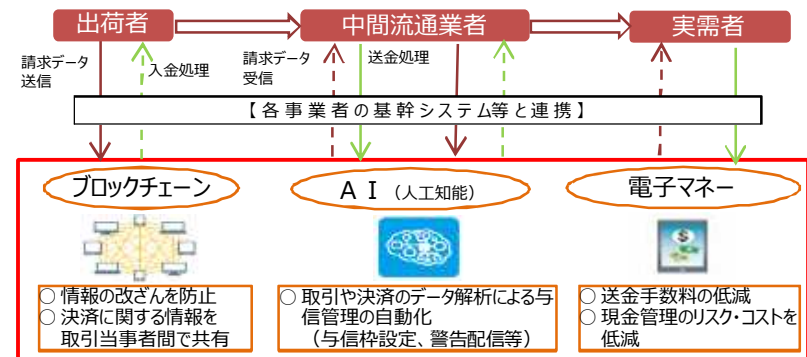 出荷者
中間流通業者
実需者
請求データ
送信
入金処理
請求データ
受信
送金処理
【各事業者の基幹システム等と連携】
ブロックチェーン
ＡＩ（人工知能）
電子マネー
○ 情報の改ざんを防止
○ 決済に関する情報を
取引当事者間で共有
○ 取引や決済のデータ解析による与
信管理の自動化
（与信枠設定、警告配信等）
○ 送金手数料の低減
○ 現金管理のリスク・コストを
低減